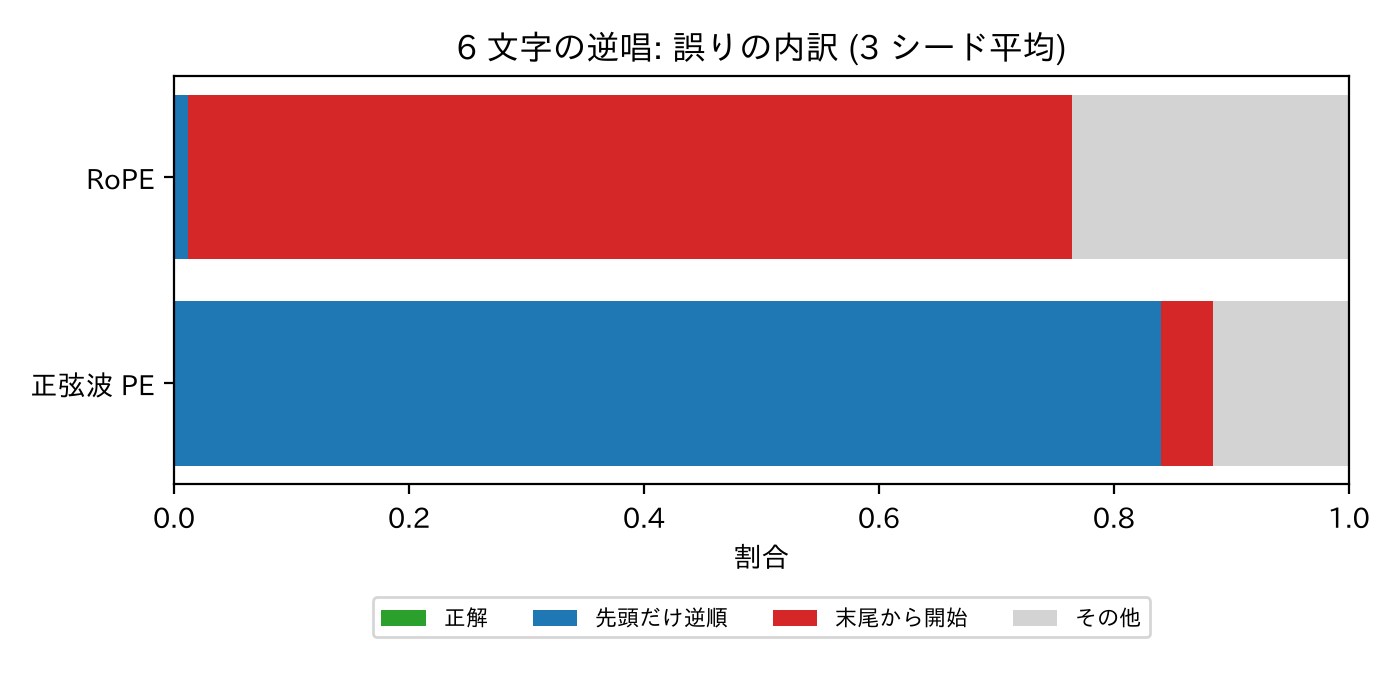 6 文字の逆唱: 誤りの内訳 (3 シード平均)
RoPE
正弦波 PE
0.0 0.2 0.4 0.6 0.8 1.0
割合
正解 先頭だけ逆順 末尾から開始 その他